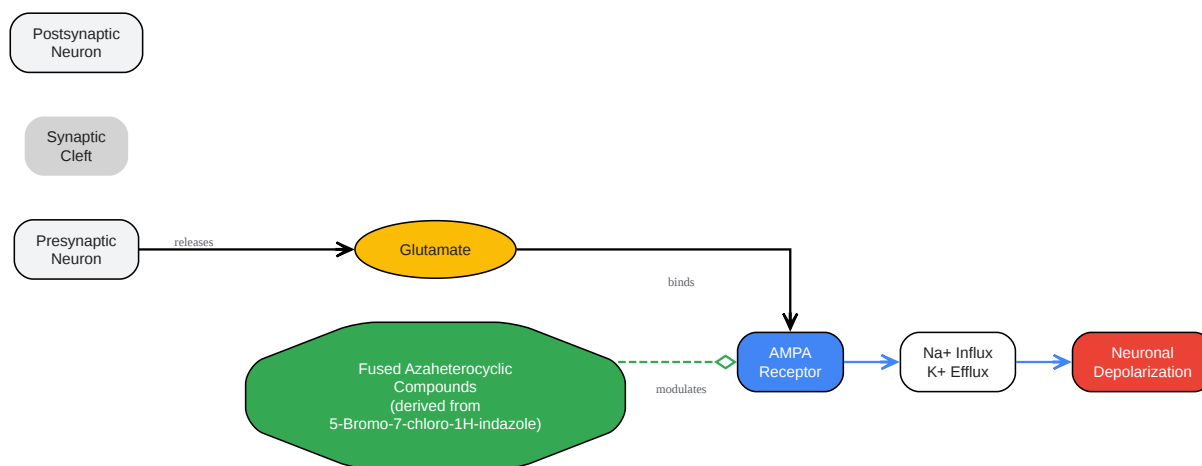 Postsynaptic
Neuron
Synaptic
Cleft
Presynaptic
Neuron
releases
Glutamate
binds
Fused Azaheterocyclic
Compounds
(derived from
5-Bromo-7-chloro-1H-indazole)
modulates
AMPA
Receptor
Na+ Influx
K+ Efflux
Neuronal
Depolarization